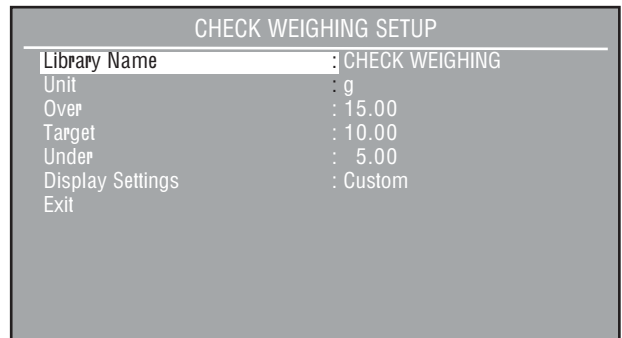 CHECK WEIGHING SETUP
Library Name : CHECK WEIGHING
Unit : g
Over : 15.00
Target : 10.00
Under : 5.00
Display Settings : Custom
Exit